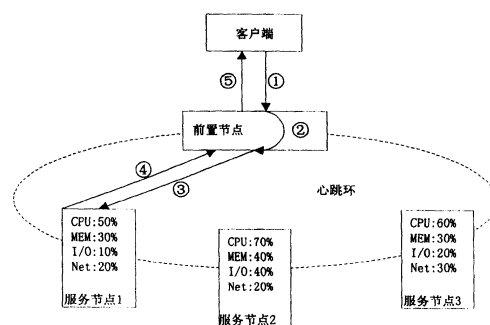 客户端
⑤ ①
前置节点 ②
④
③
心跳环
CPU:50%
MEM:30%
I/O:10%
Net:20%
服务节点1
CPU:70%
MEM:40%
I/O:40%
Net:20%
服务节点2
CPU:60%
MEM:30%
I/O:20%
Net:30%
服务节点3